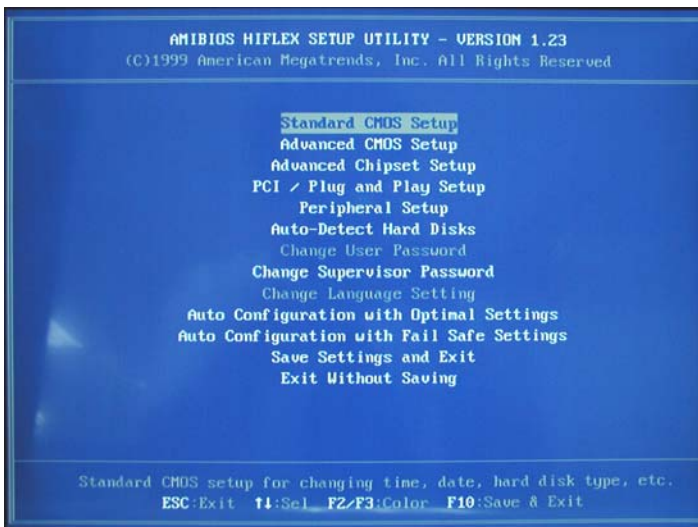 AMIBIOS HIFLEX SETUP UTILITY - VERSION 1.23
(C)1999 American Megatrends, Inc. All Rights Reserved
Standard CMOS Setup
Advanced CMOS Setup
Advanced Chipset Setup
PCI / Plug and Play Setup
Peripheral Setup
Auto-Detect Hard Disks
Change User Password
Change Supervisor Password
Change Language Setting
Auto Configuration with Optimal Settings
Auto Configuration with Fail Safe Settings
Save Settings and Exit
Exit Without Saving
Standard CMOS setup for changing time, date, hard disk type, etc.
ESC:Exit ↑↓:Sel F2/F3:Color F10:Save & Exit